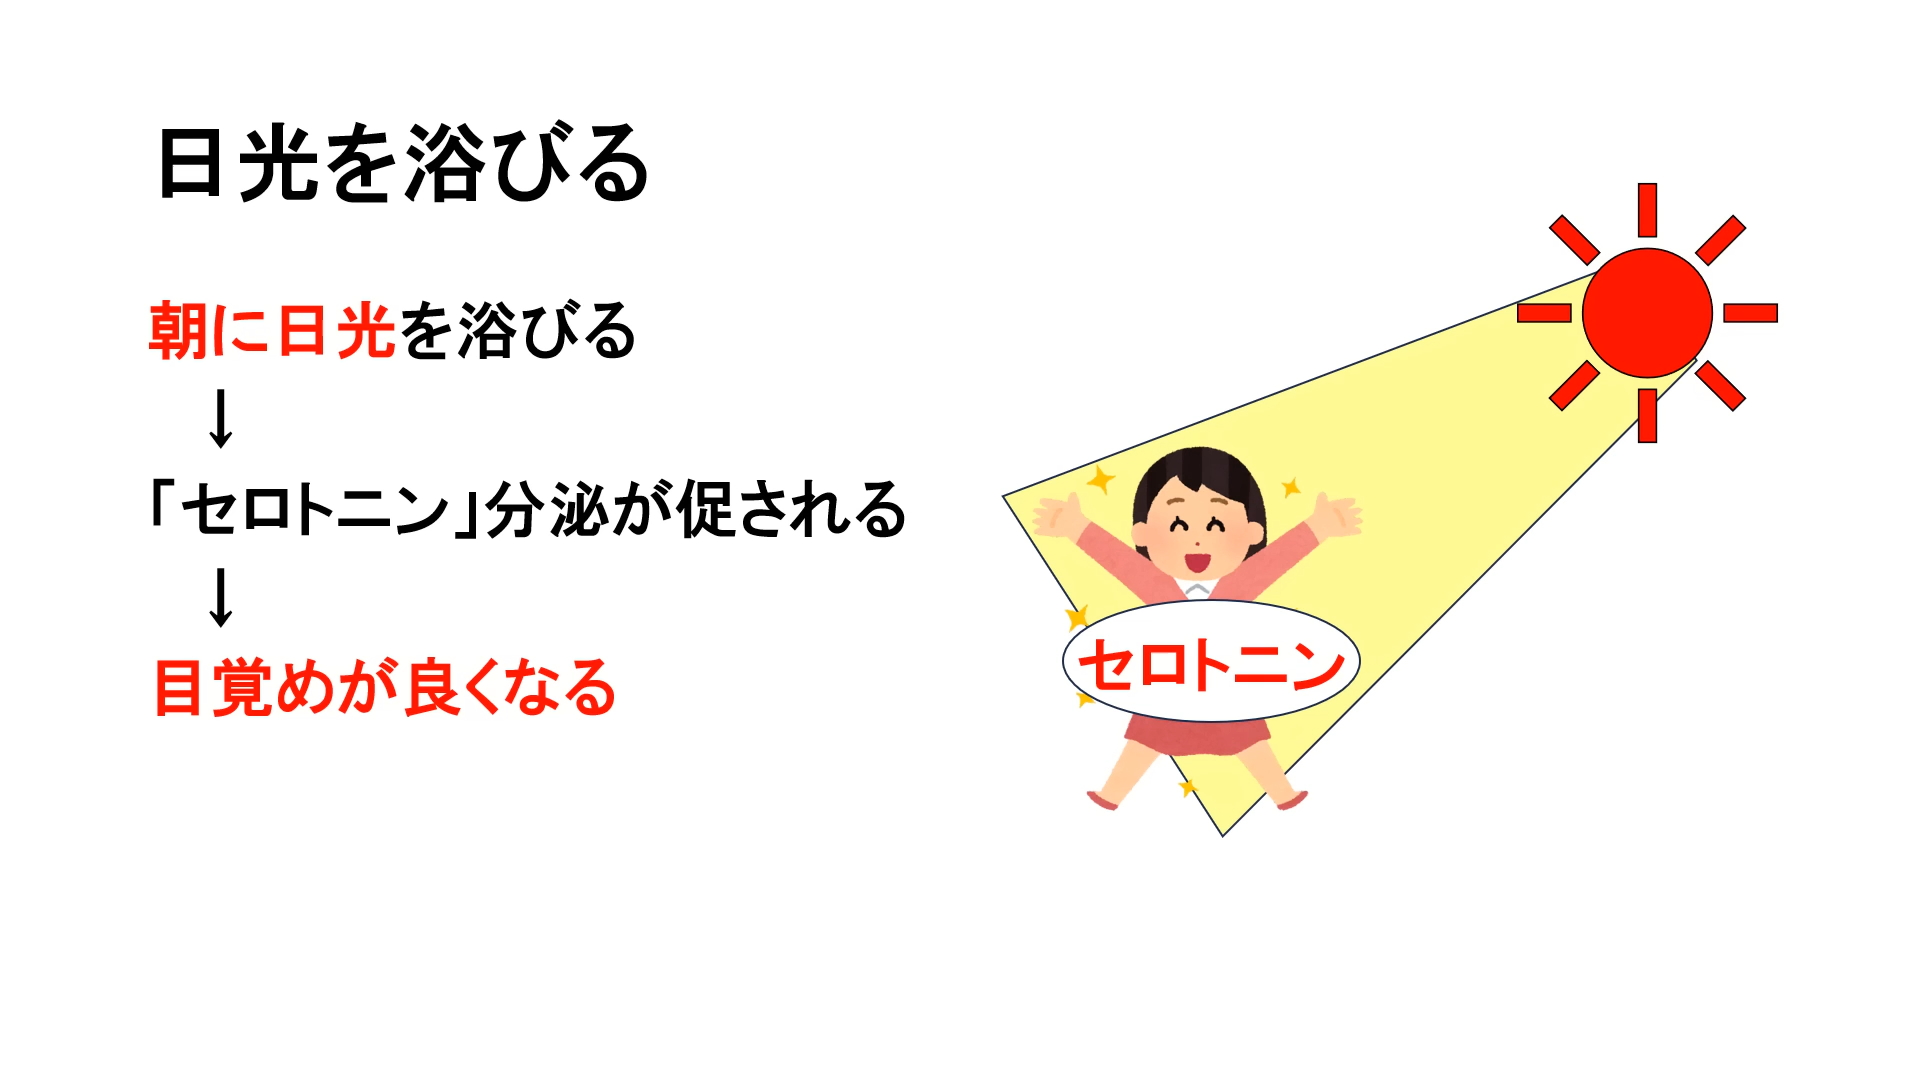 日光を浴びる
朝に日光を浴びる
↓
「セロトニン」分泌が促される
↓
目覚めが良くなる
セロトニン